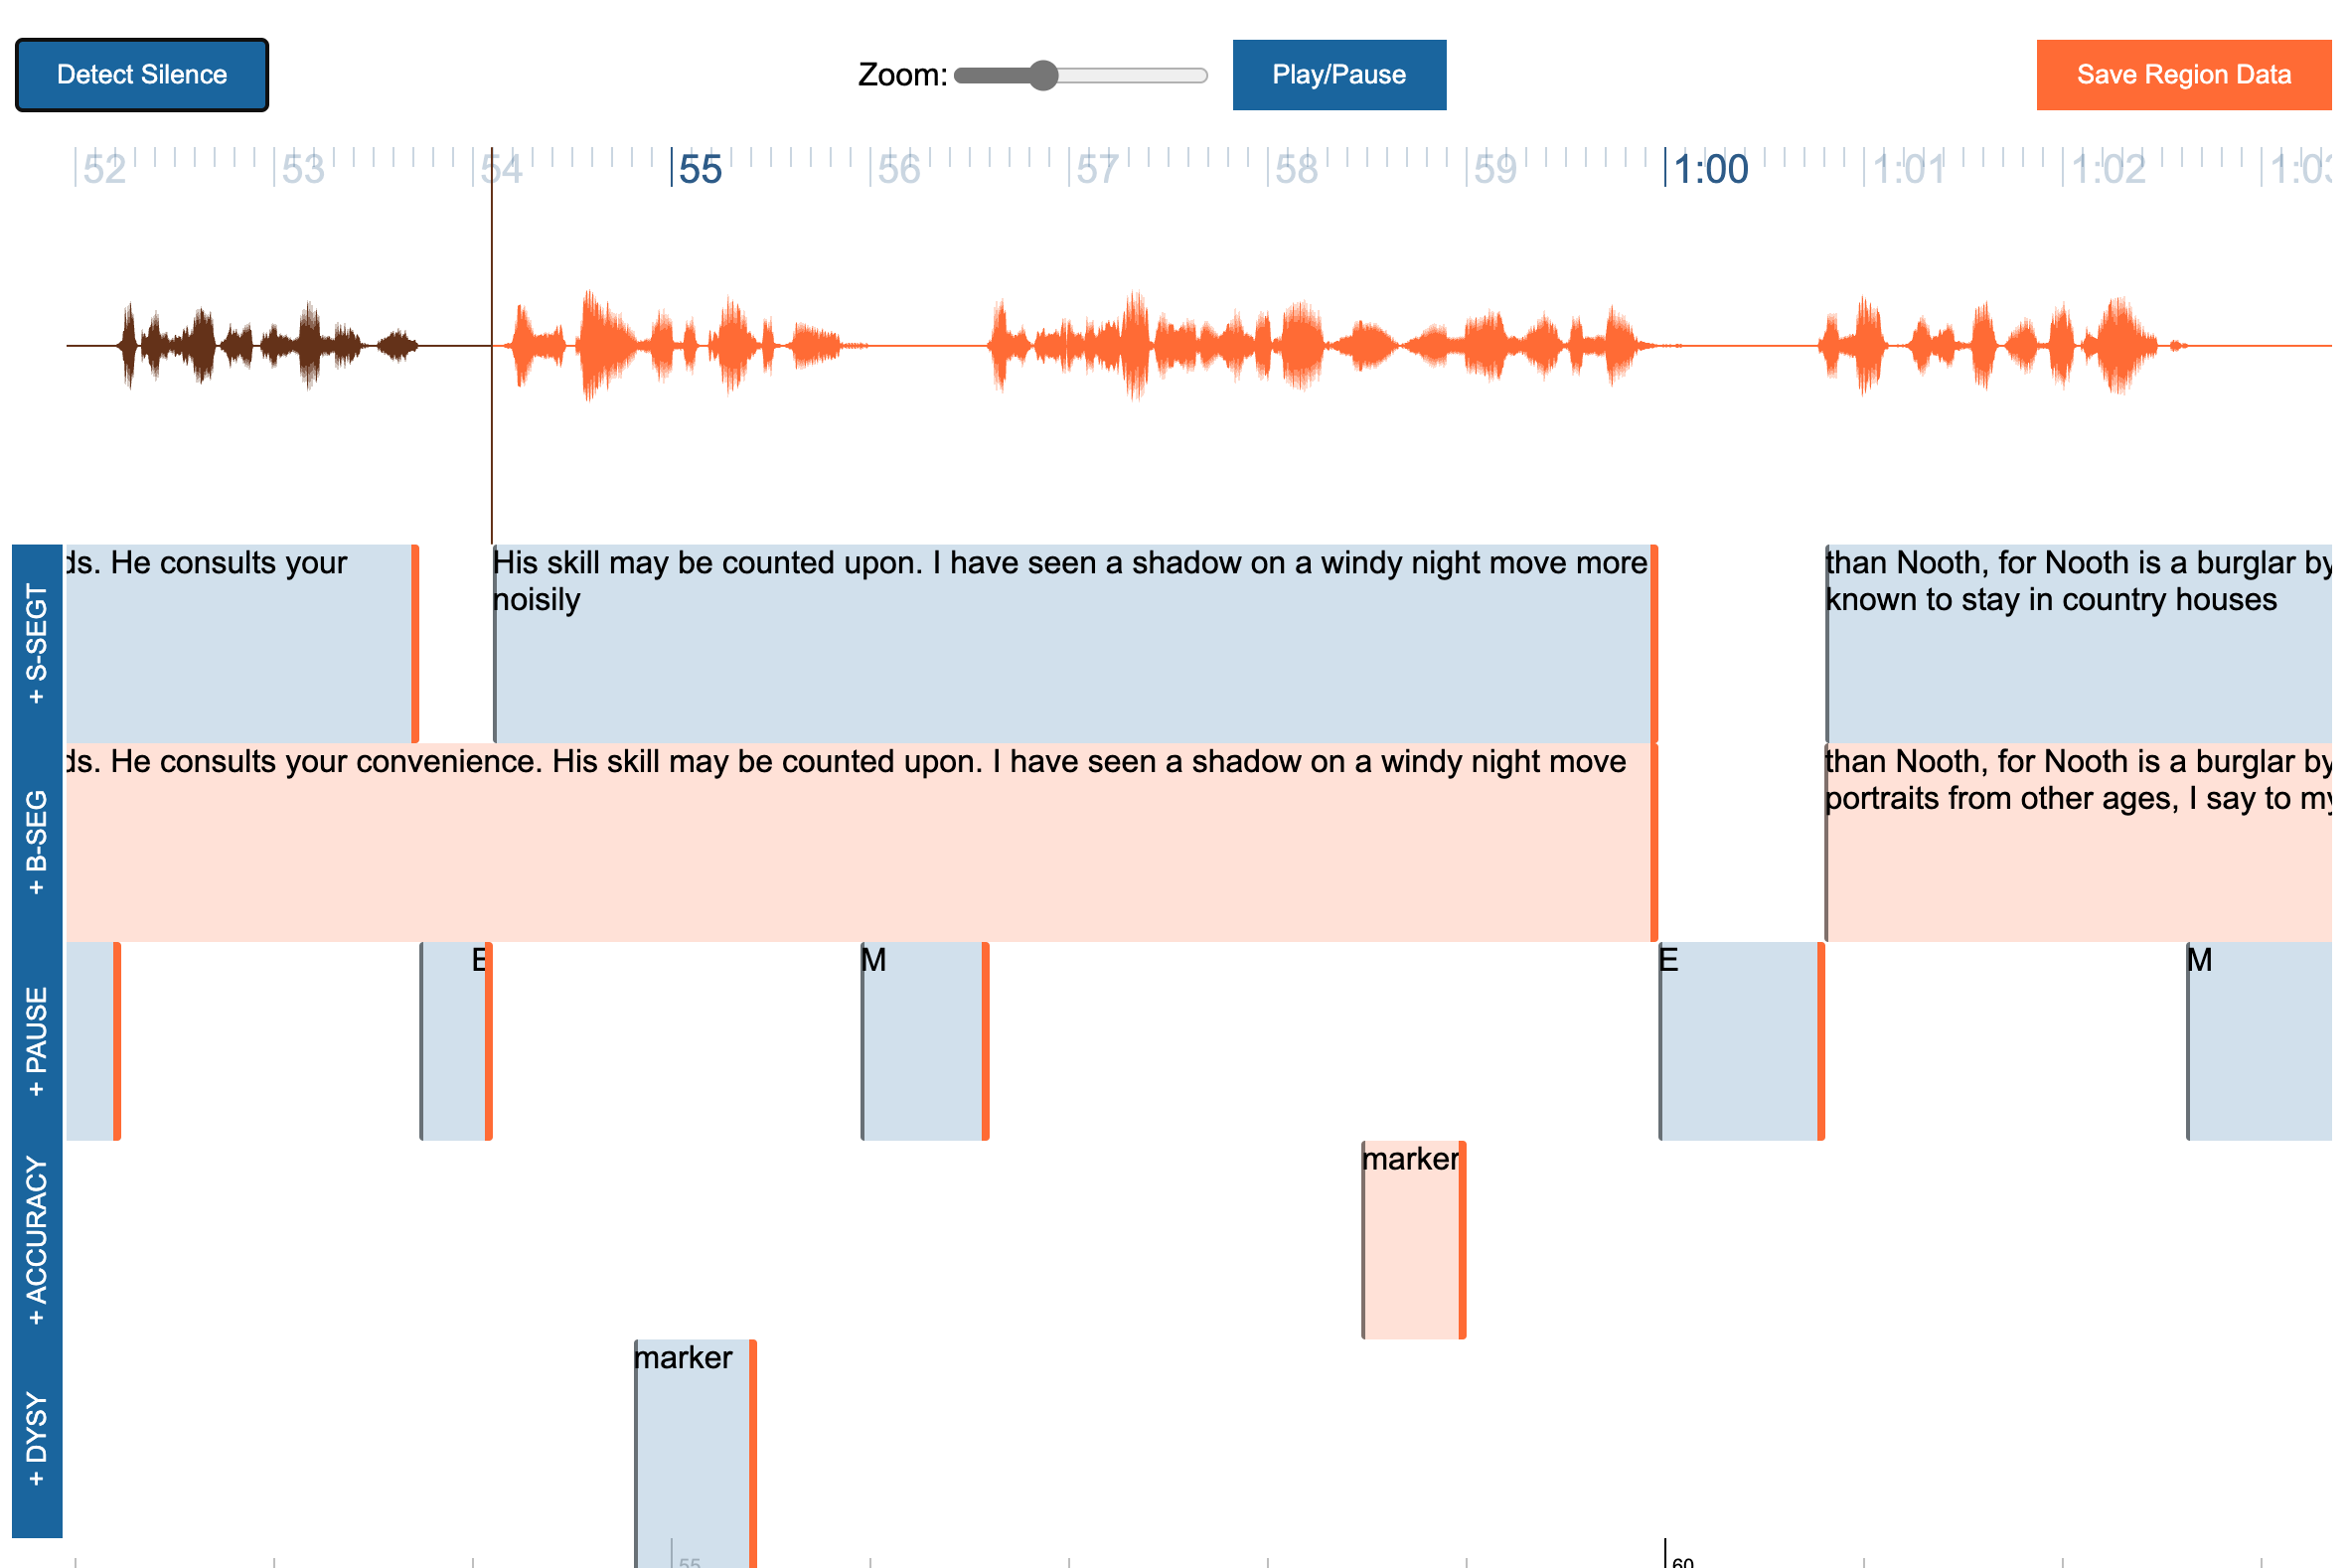 Detect Silence
Zoom:
Play/Pause
Save Region Data
52 53 54 55 56 57 58 59 1:00 1:01 1:02 1:03
+ S-SEGT
ds. He consults your
His skill may be counted upon. I have seen a shadow on a windy night move more
noisily
than Nooth, for Nooth is a burglar by
known to stay in country houses
+ B-SEG
ds. He consults your convenience. His skill may be counted upon. I have seen a shadow on a windy night move
than Nooth, for Nooth is a burglar by
portraits from other ages, I say to my
+ PAUSE
E
M
E
M
+ ACCURACY
marker
+ DYSY
marker
55
60